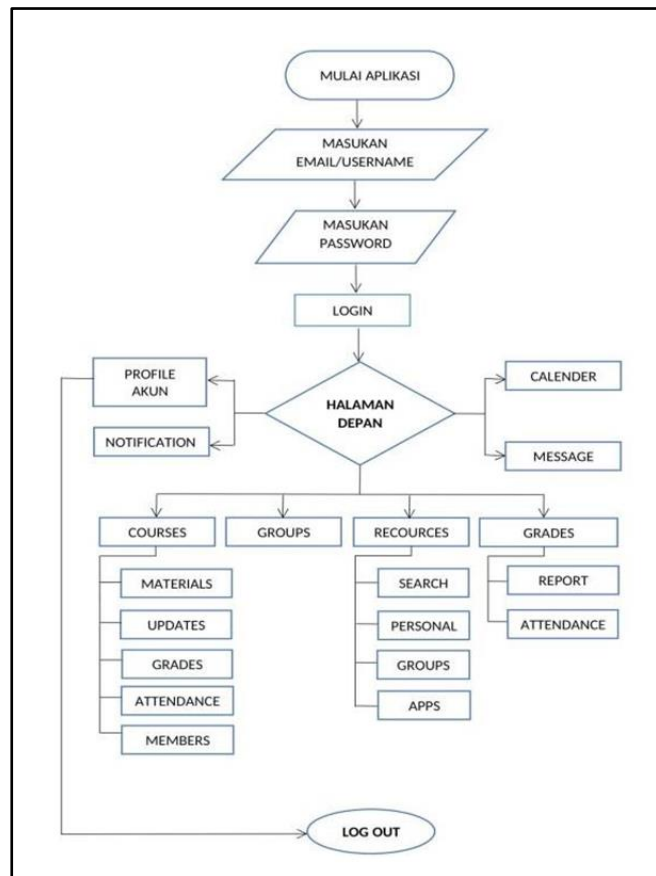 MULAI APLIKASI
MASUKAN
EMAIL/USERNAME
MASUKAN
PASSWORD
LOGIN
PROFILE
AKUN
NOTIFICATION
HALAMAN
DEPAN
CALENDER
MESSAGE
COURSES
MATERIALS
UPDATES
GRADES
ATTENDANCE
MEMBERS
GROUPS
RECOURCES
SEARCH
PERSONAL
GROUPS
APPS
GRADES
REPORT
ATTENDANCE
LOG OUT